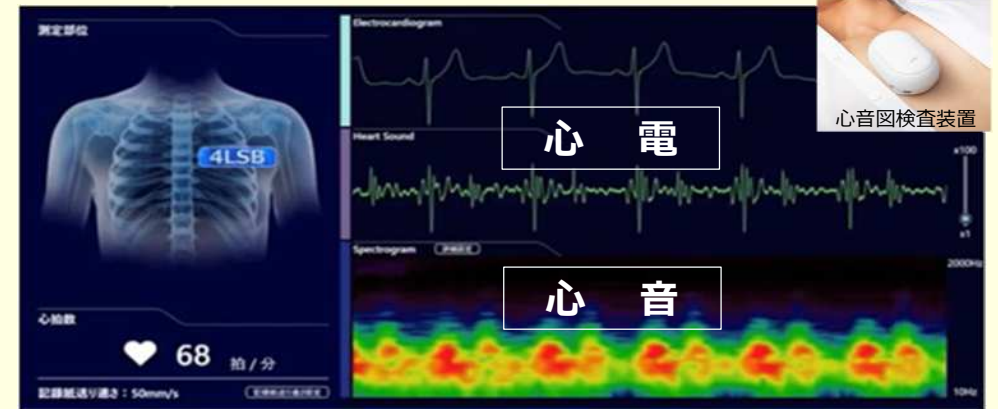 測定部位
4LSB
心拍数
68 拍/分
記録紙送り速さ：50mm/s
Electrocardiogram
心 電
Heart Sound
x100
x1
Spectrogram
心 音
2000Hz
10Hz
心音図検査装置